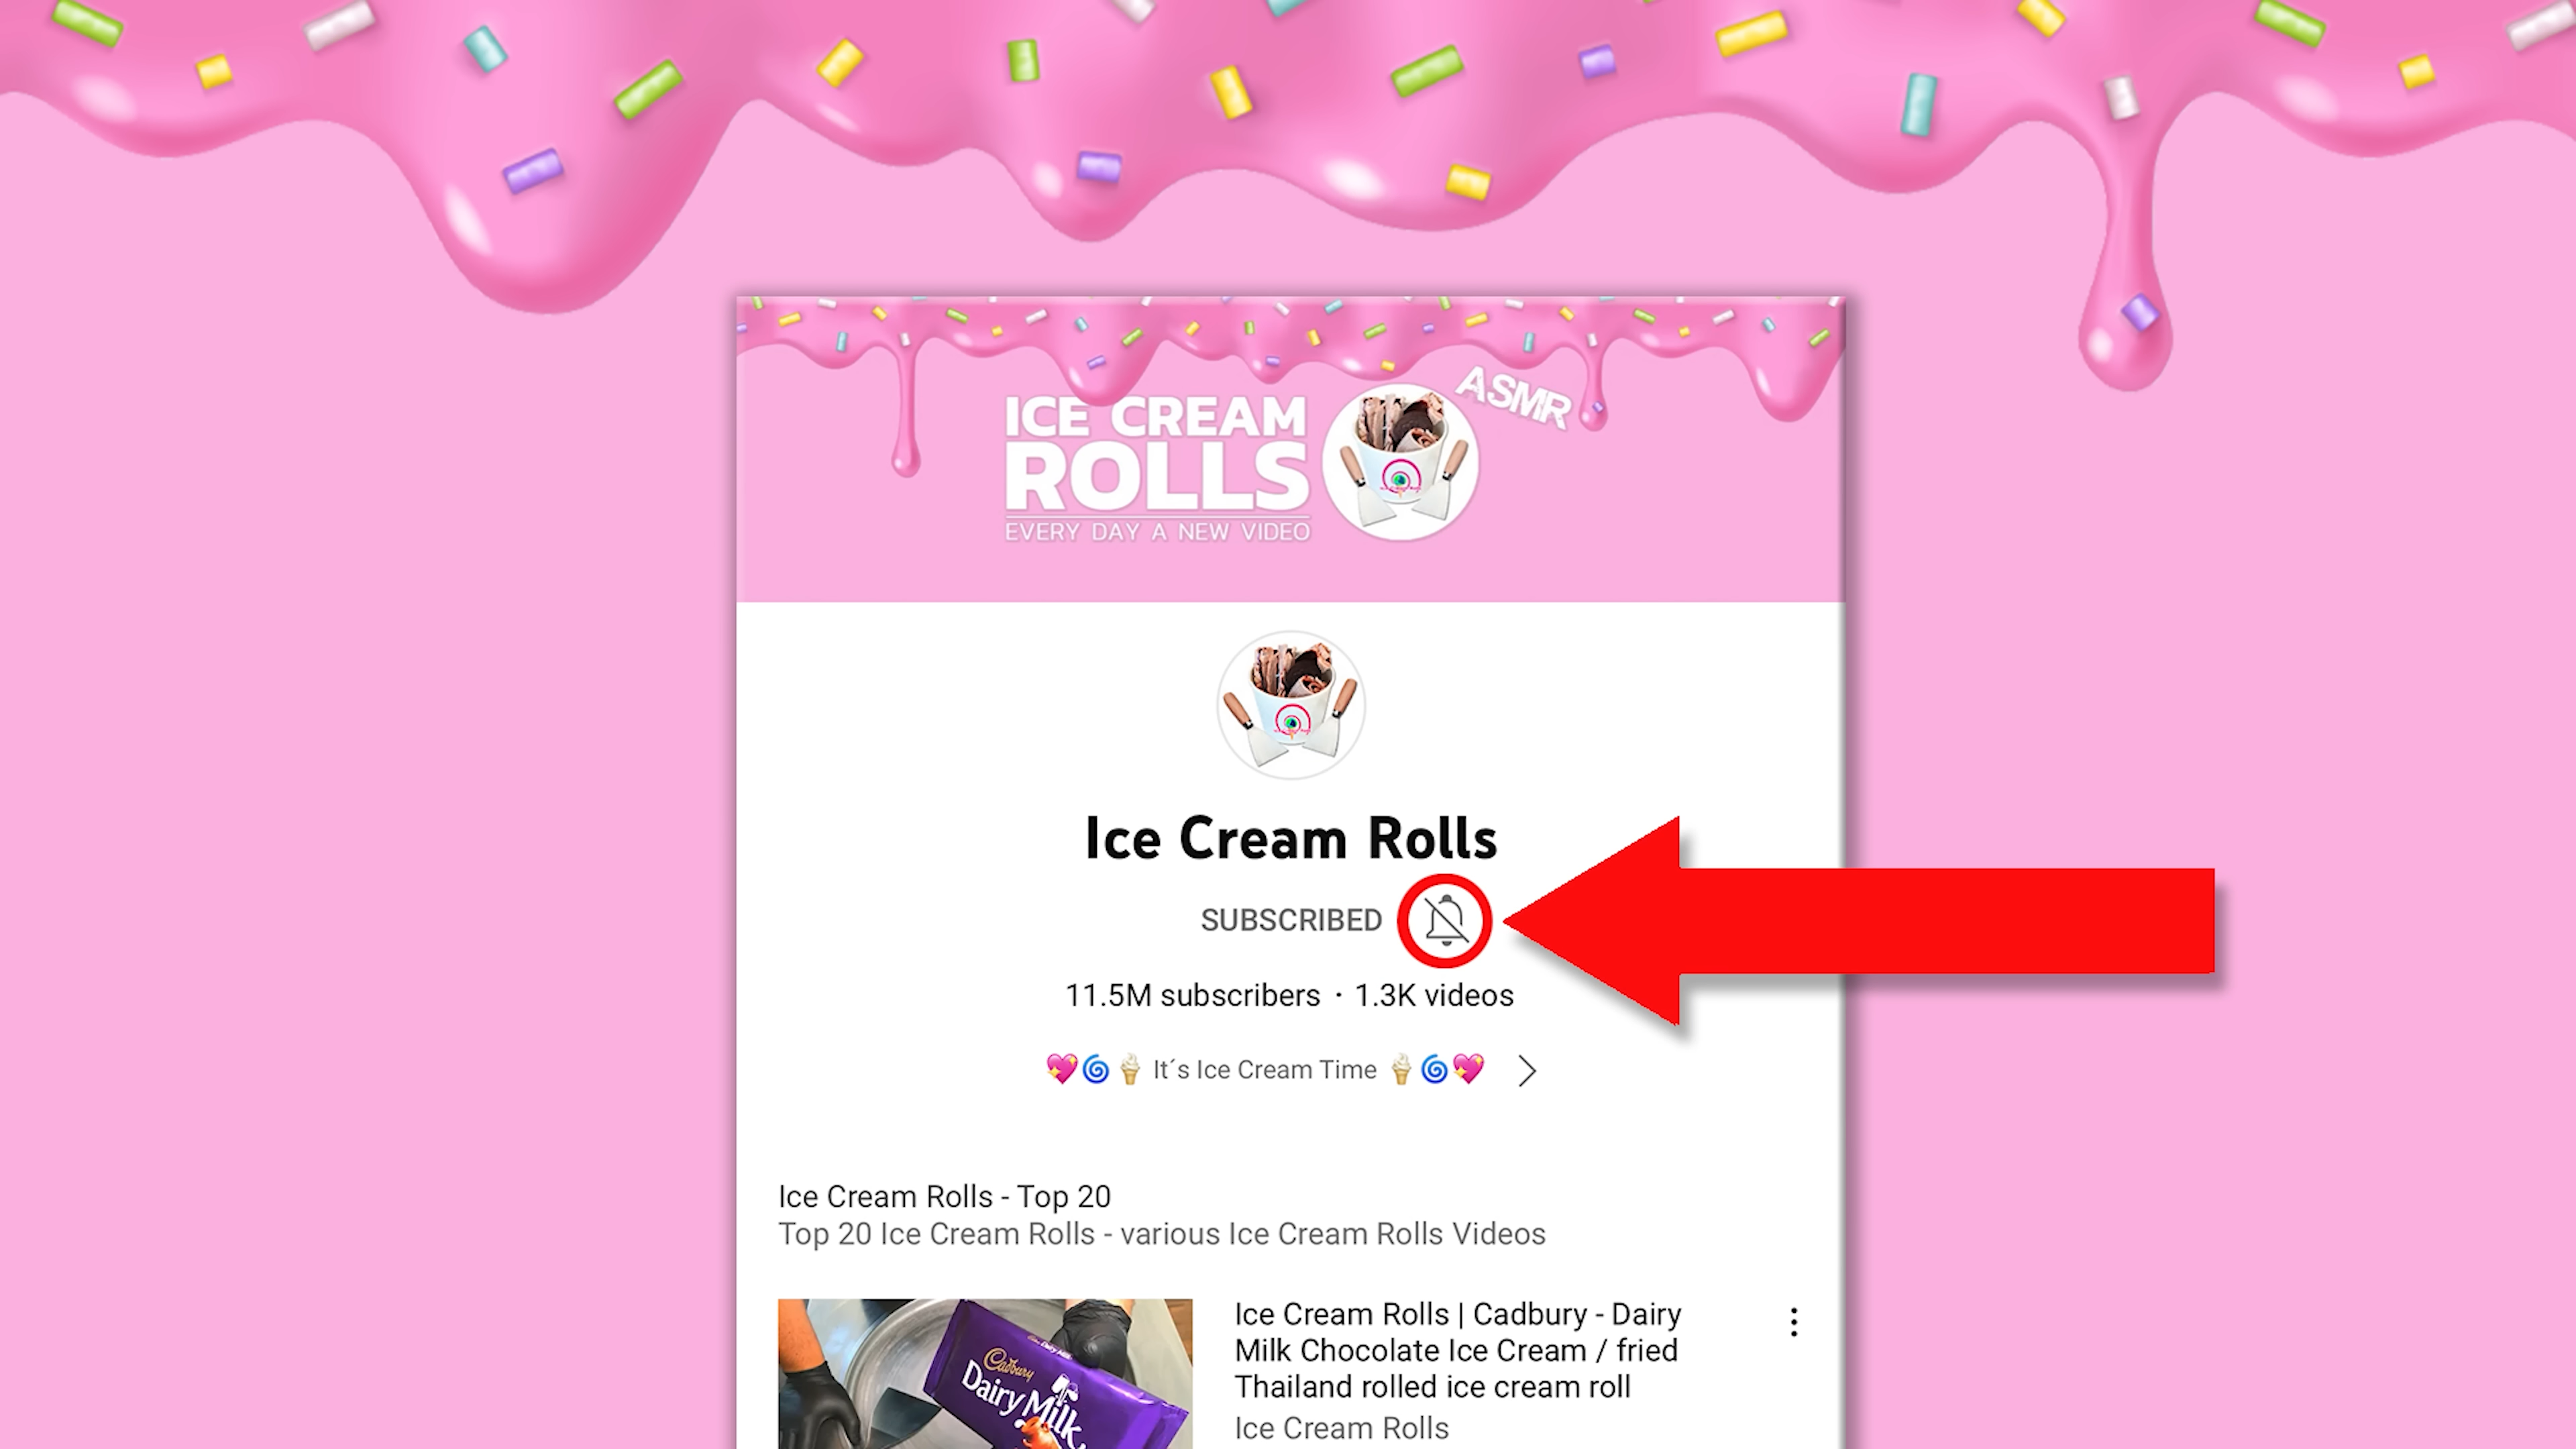 ICE CREAM
ROLLS
EVERY DAY A NEW VIDEO
ASMR
Ice Cream Rolls
SUBSCRIBED
11.5M subscribers · 1.3K videos
💖🌀🍦 It´s Ice Cream Time 🍦🌀💖
Ice Cream Rolls - Top 20
Top 20 Ice Cream Rolls - various Ice Cream Rolls Videos
Ice Cream Rolls | Cadbury - Dairy
Milk Chocolate Ice Cream / fried
Thailand rolled ice cream roll
Ice Cream Rolls
Cadbury
Dairy Milk